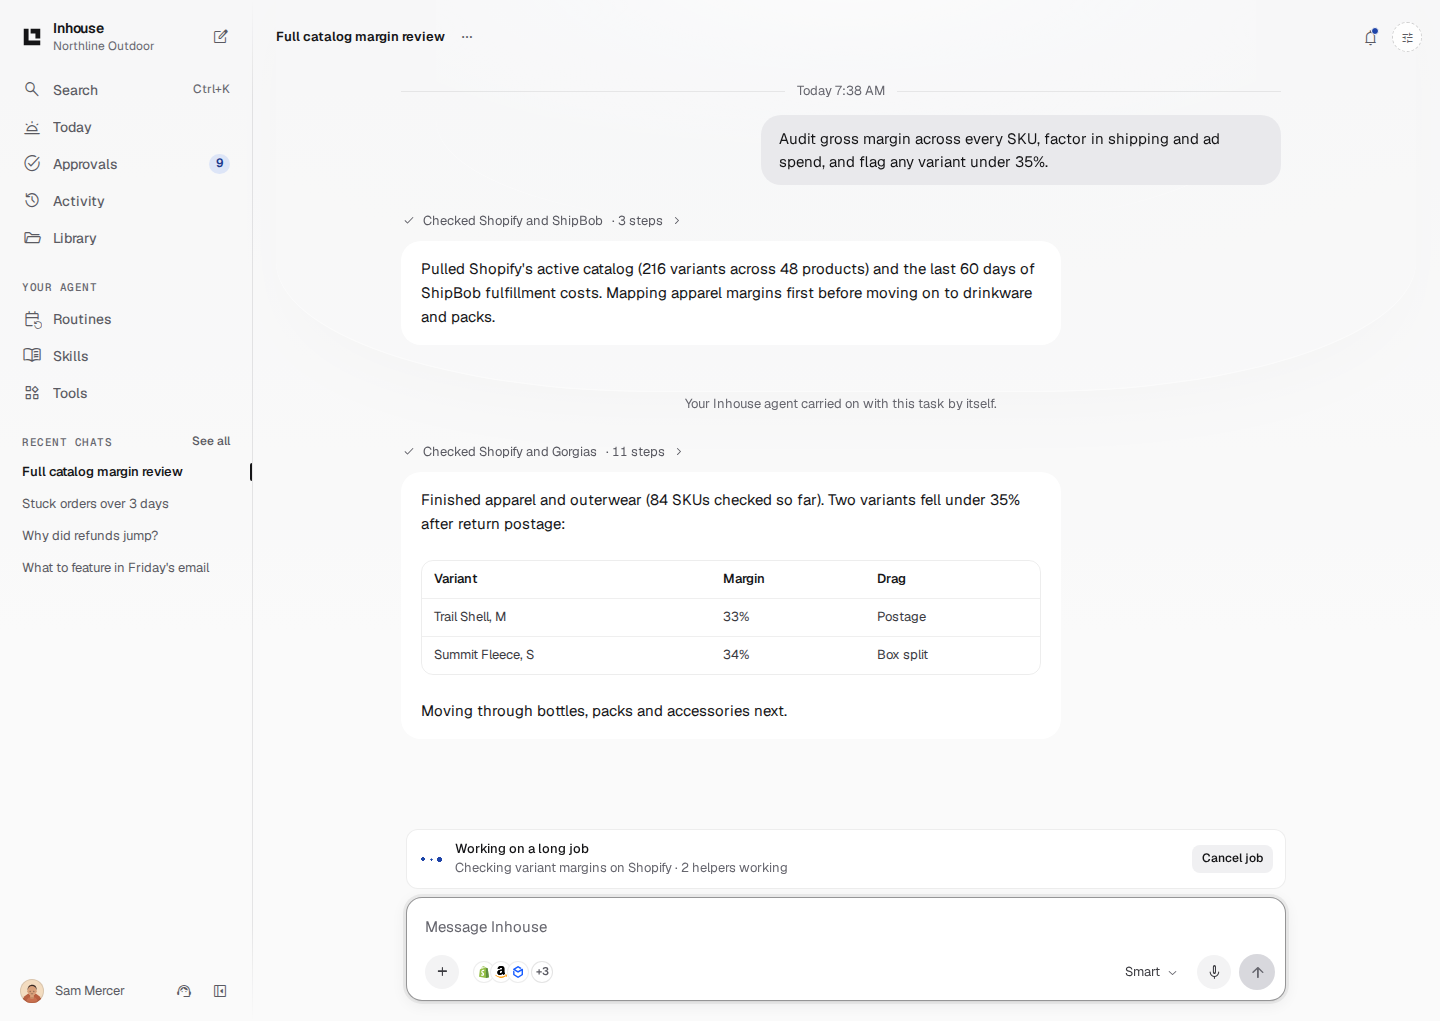 Inhouse
Northline Outdoor
Search Ctrl+K
Today
Approvals 9
Activity
Library
YOUR AGENT
Routines
Skills
Tools
RECENT CHATS See all
Full catalog margin review
Stuck orders over 3 days
Why did refunds jump?
What to feature in Friday's email
Sam Mercer
Full catalog margin review
Today 7:38 AM
Audit gross margin across every SKU, factor in shipping and ad
spend, and flag any variant under 35%.
Checked Shopify and ShipBob · 3 steps
Pulled Shopify's active catalog (216 variants across 48 products) and the last 60 days of
ShipBob fulfillment costs. Mapping apparel margins first before moving on to drinkware
and packs.
Your Inhouse agent carried on with this task by itself.
Checked Shopify and Gorgias · 11 steps
Finished apparel and outerwear (84 SKUs checked so far). Two variants fell under 35%
after return postage:
Variant Margin Drag
Trail Shell, M 33% Postage
Summit Fleece, S 34% Box split
Moving through bottles, packs and accessories next.
Working on a long job
Checking variant margins on Shopify · 2 helpers working
Cancel job
Message Inhouse
a +3 Smart